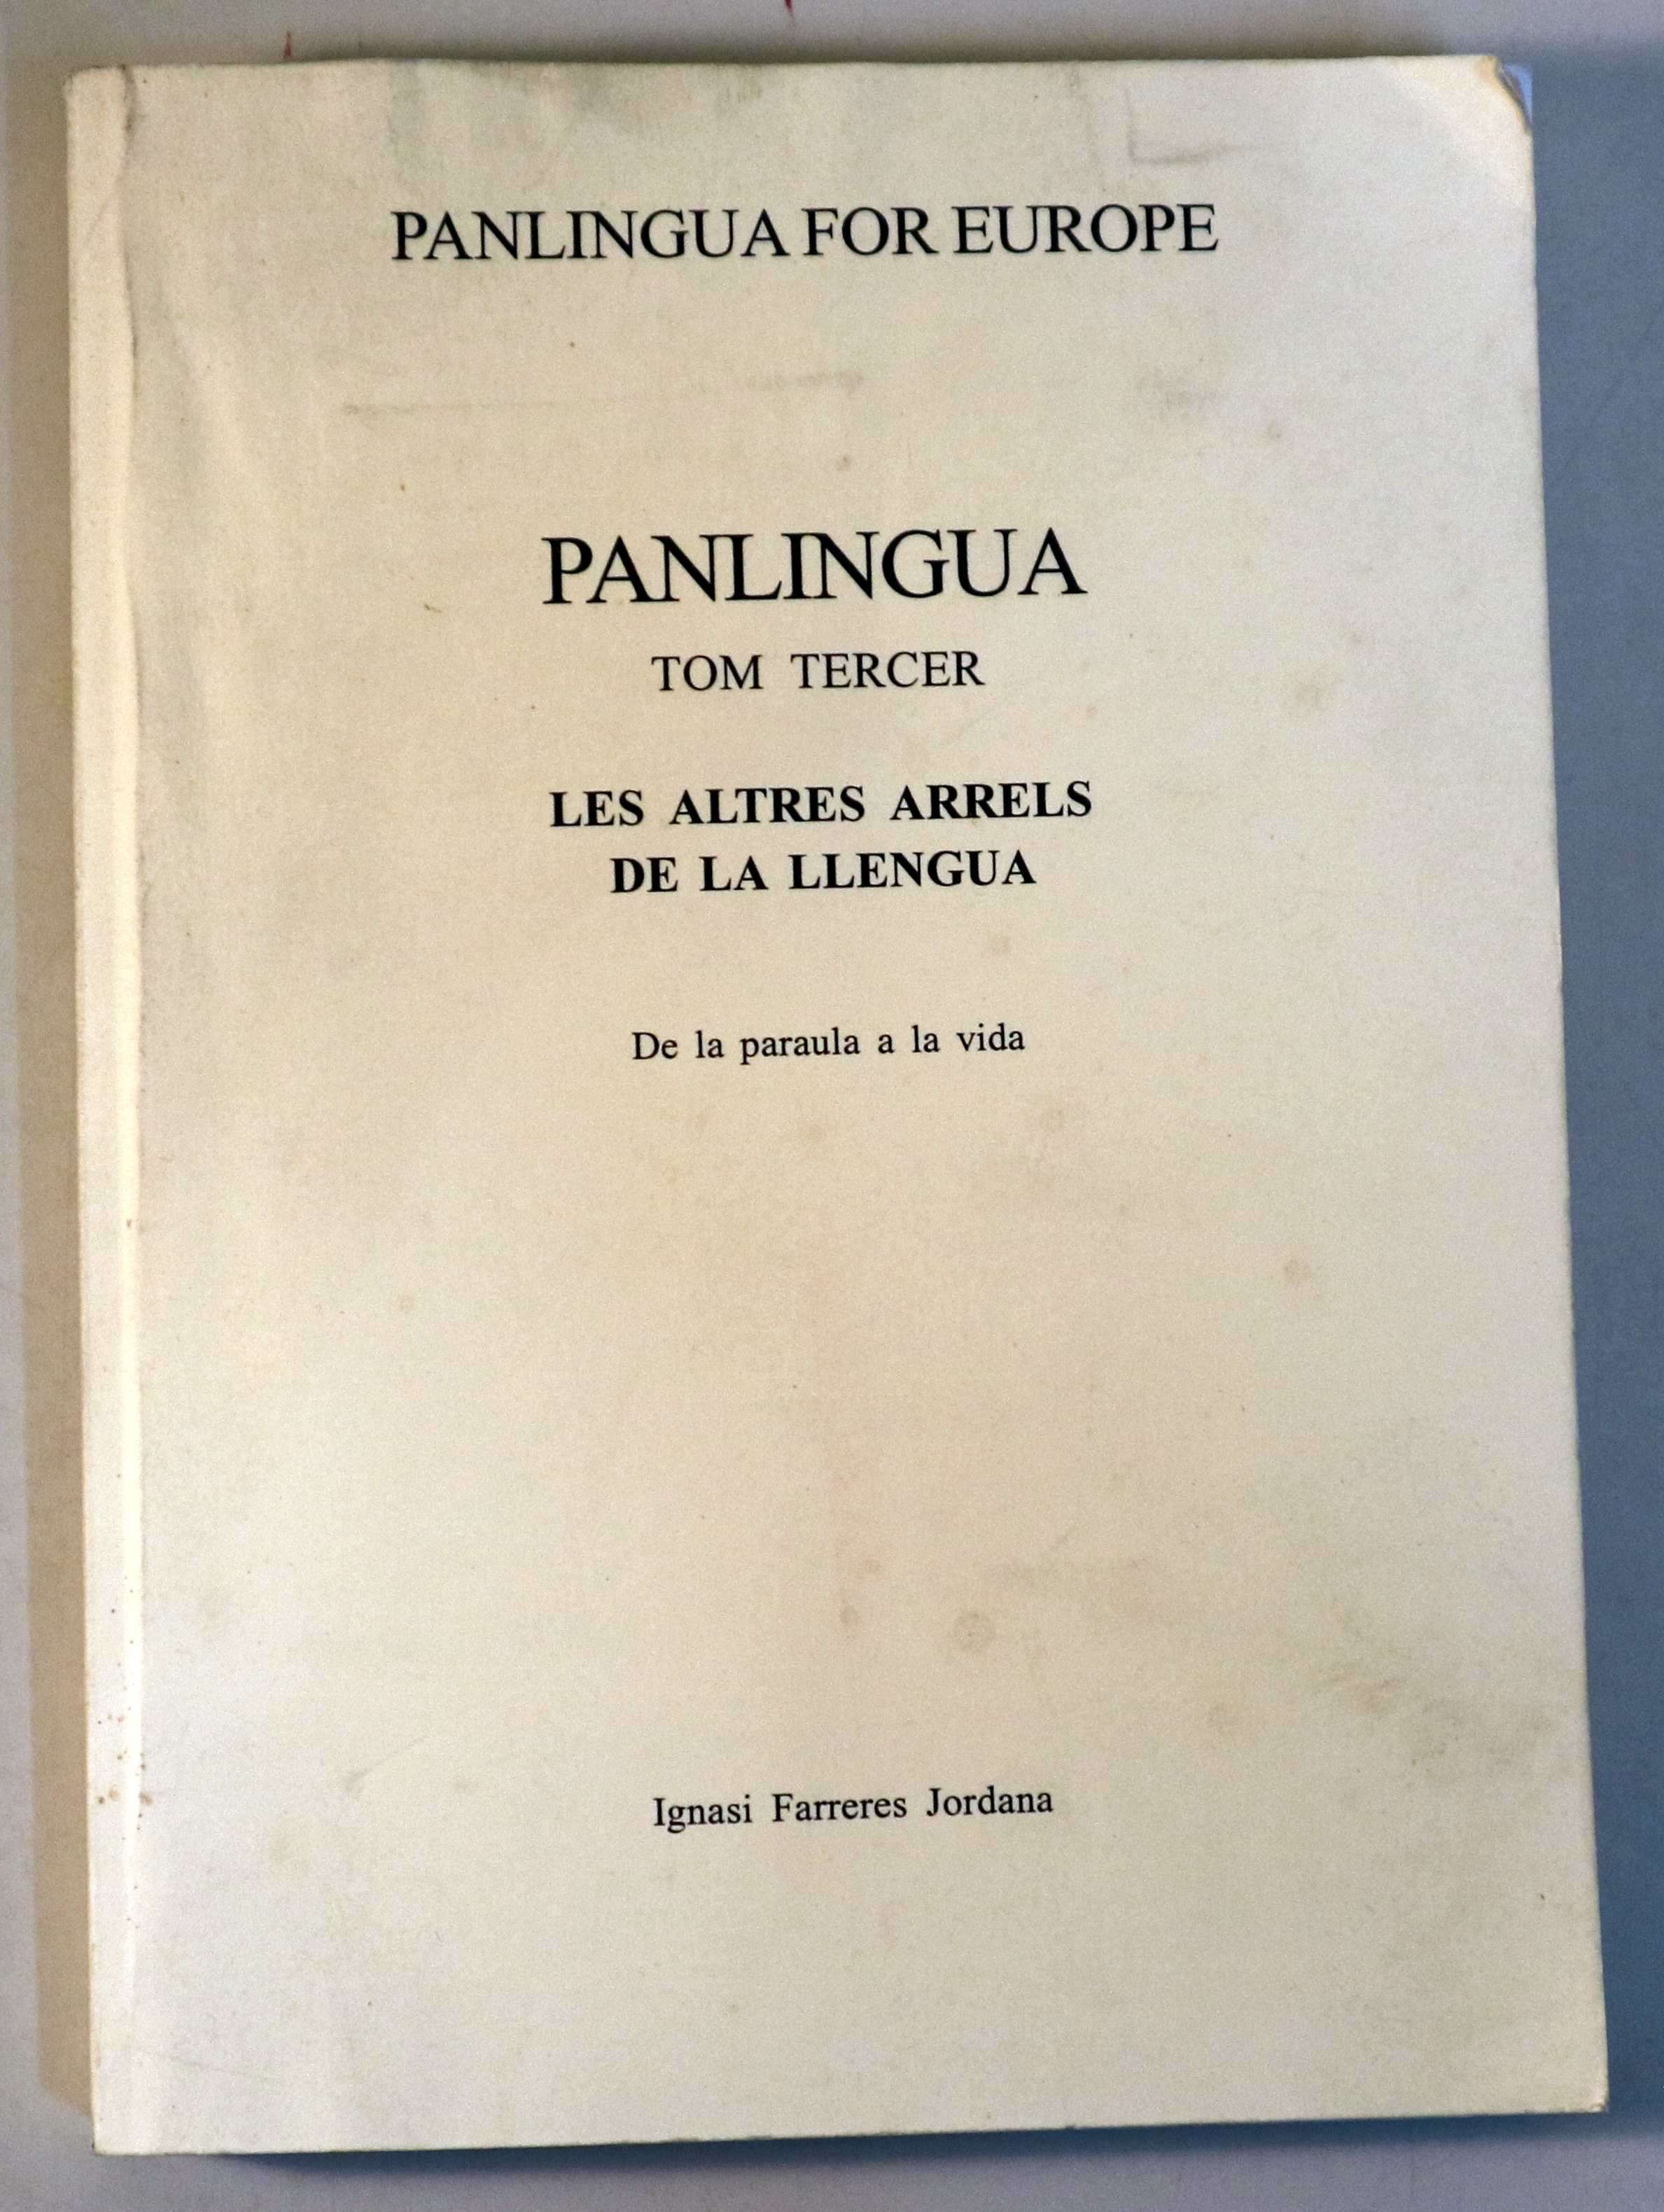 PANLINGUA FOR EUROPE
PANLINGUA
TOM TERCER
LES ALTRES ARRELS
DE LA LLENGUA
De la paraula a la vida
Ignasi Farreres Jordana